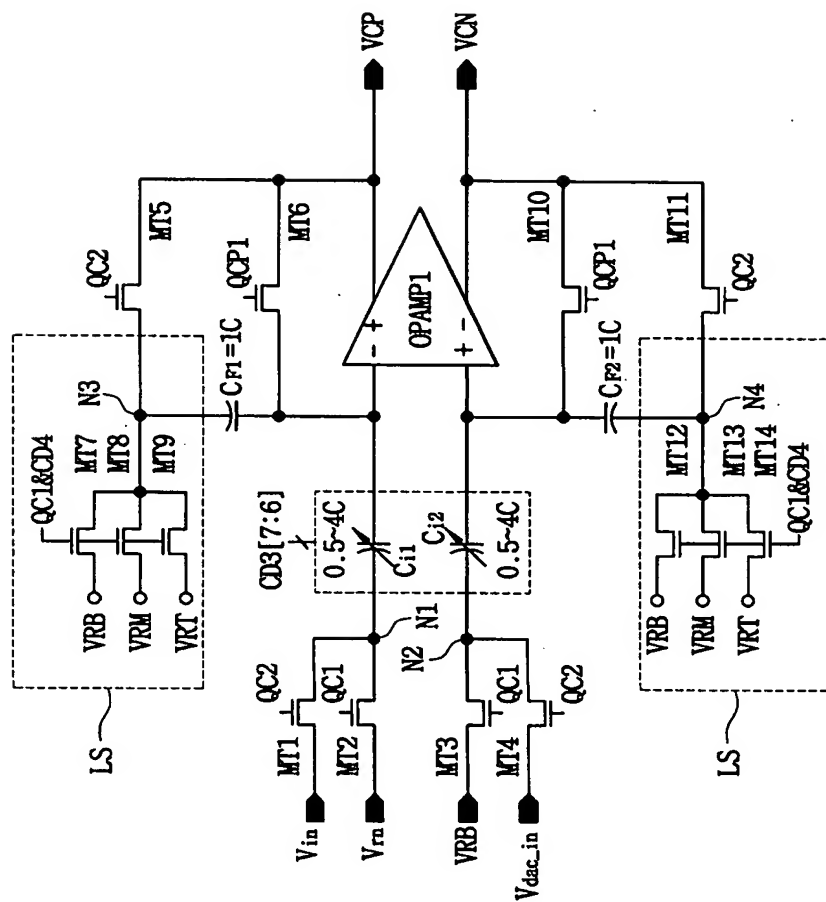 LS
QC1&CD4
VRB
VRM
VRT
MT7
MT8
MT9
N3
QC2
MT5
CF1=1C
QCP1
MT6
VCP
CD3[7:6]
0.5~4C
Ci1
Ci2
0.5~4C
Vin
MT1
QC2
Vrn
MT2
QC1
N1
N2
VRB
MT3
QC1
Vdac_in
MT4
QC2
+
-
OPAMP1
-
+
VCN
MT10
QCP1
CF2=1C
MT11
QC2
N4
MT12
MT13
MT14
VRB
VRM
VRT
QC1&CD4
LS